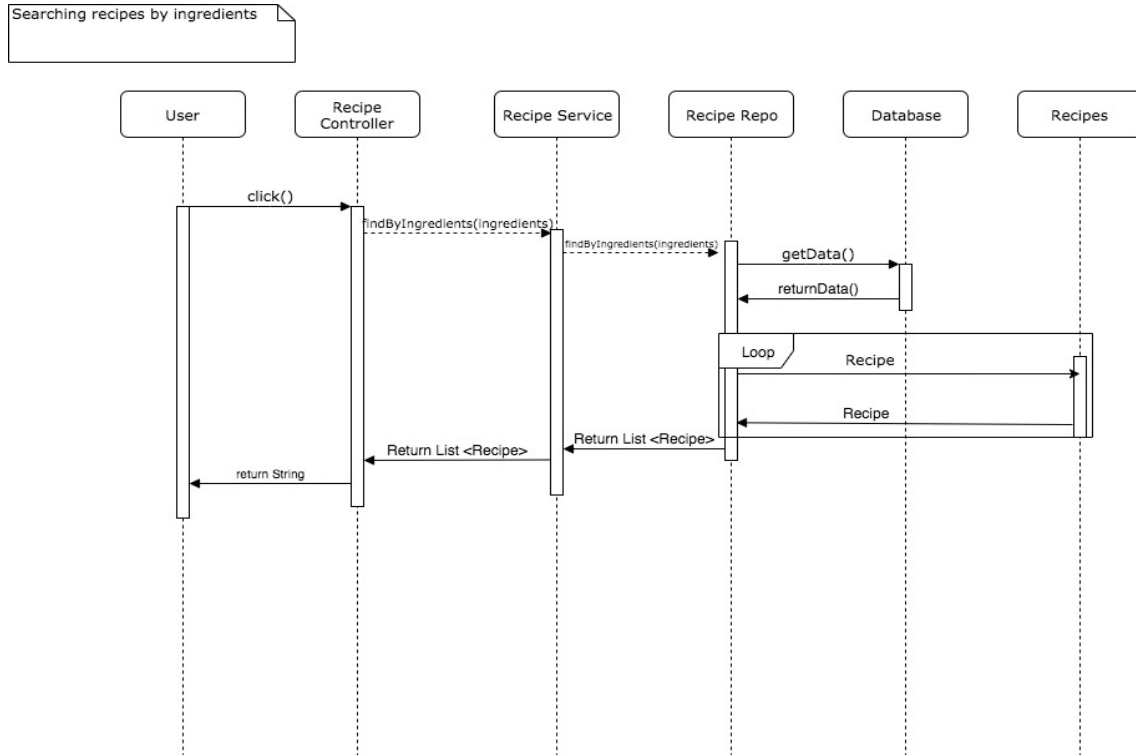 Searching recipes by ingredients
User
Recipe
Controller
Recipe Service
Recipe Repo
Database
Recipes
click()
findByIngredients(ingredients)
findByIngredients(ingredients)
getData()
returnData()
Loop
Recipe
Recipe
Return List <Recipe>
Return List <Recipe>
return String